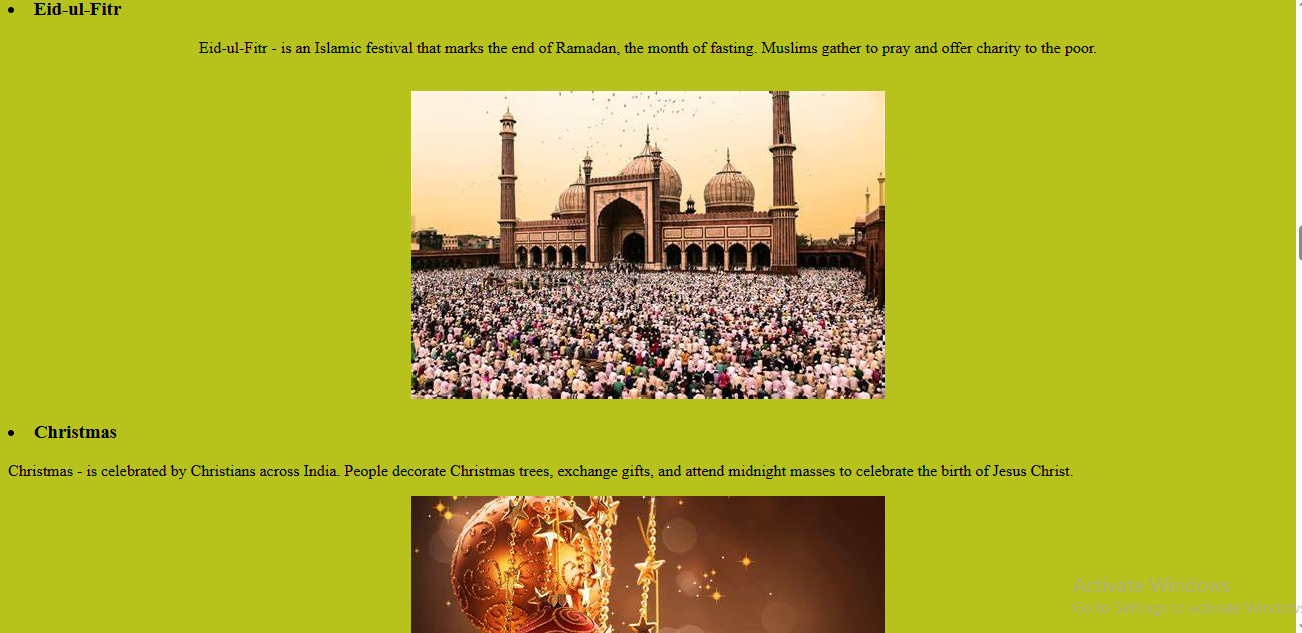 Eid-ul-Fitr
Eid-ul-Fitr - is an Islamic festival that marks the end of Ramadan, the month of fasting. Muslims gather to pray and offer charity to the poor.
Christmas
Christmas - is celebrated by Christians across India. People decorate Christmas trees, exchange gifts, and attend midnight masses to celebrate the birth of Jesus Christ.
Activate Windows
Go to Settings to activate Windows